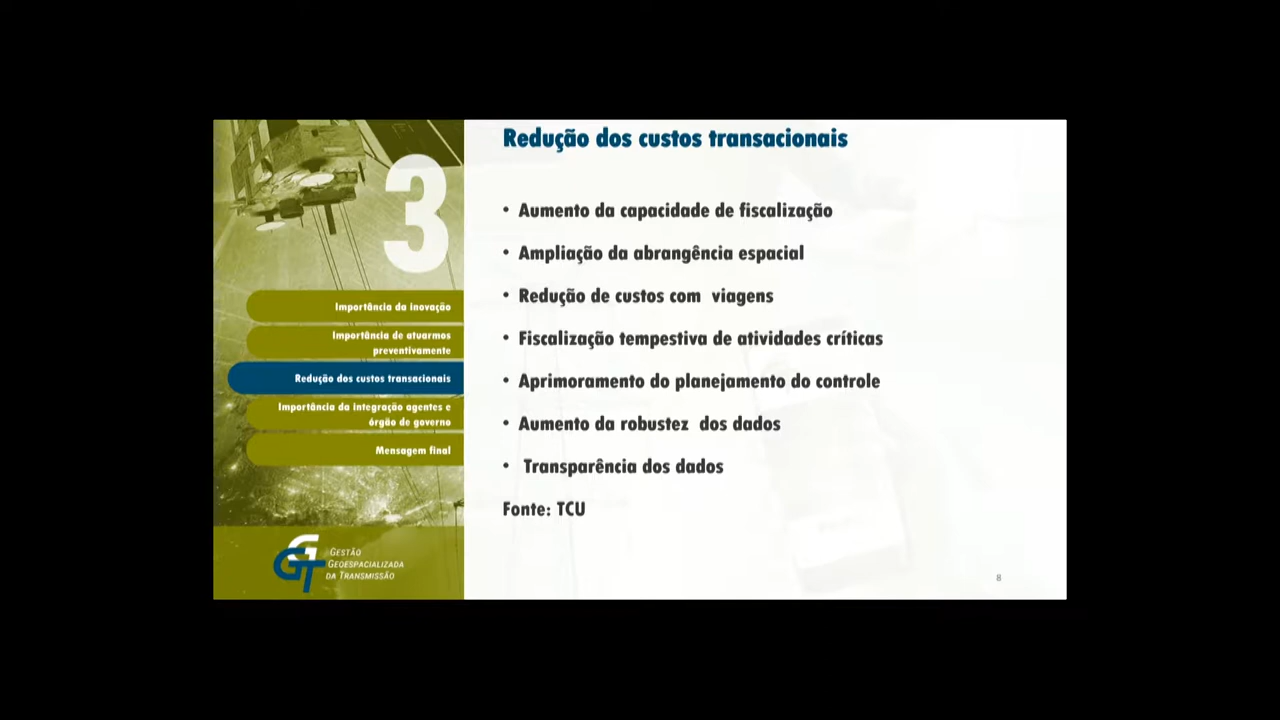 3
Importância da inovação
Importância de atuarmos
preventivamente
Redução dos custos transacionais
Importância da integração agentes e
órgão de governo
Mensagem final
GGT
GESTÃO
GEOESPACIALIZADA
DA TRANSMISSÃO
Redução dos custos transacionais
• Aumento da capacidade de fiscalização
• Ampliação da abrangência espacial
• Redução de custos com  viagens
• Fiscalização tempestiva de atividades críticas
• Aprimoramento do planejamento do controle
• Aumento da robustez  dos dados
•  Transparência dos dados
Fonte: TCU
8